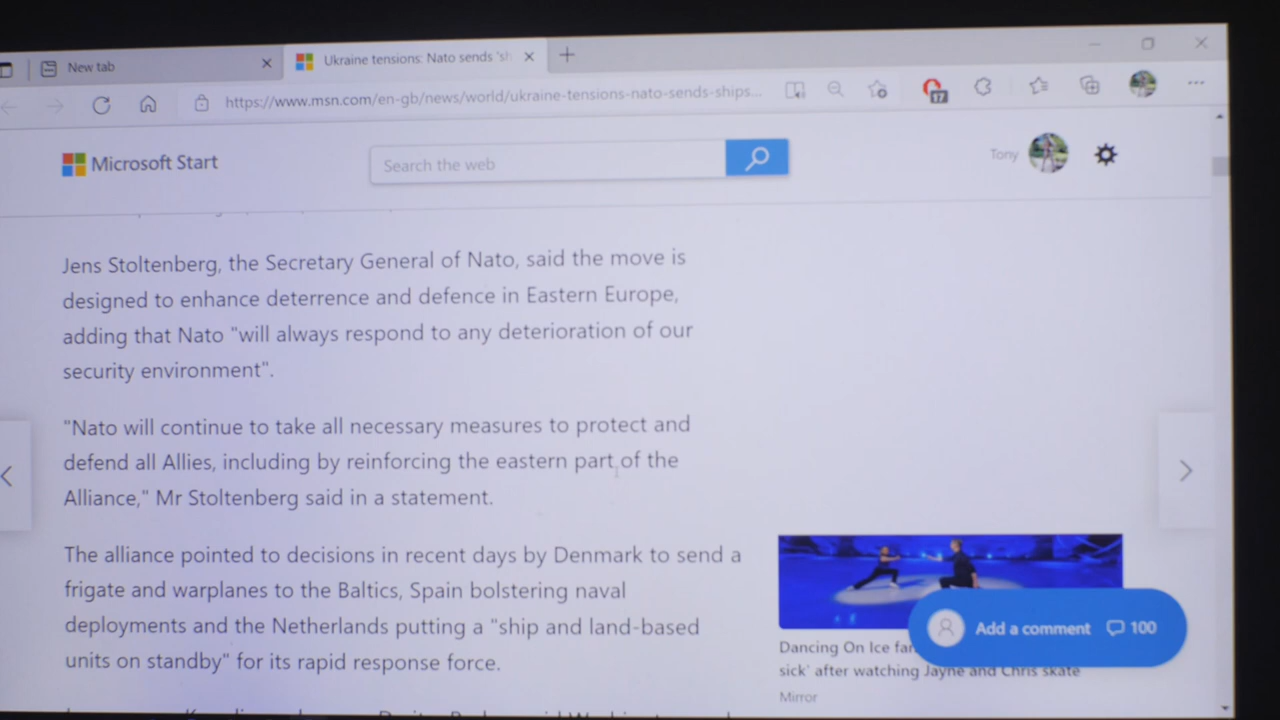 New tab
Ukraine tensions: Nato sends 'sh
https://www.msn.com/en-gb/news/world/ukraine-tensions-nato-sends-ships...
17
Microsoft Start
Search the web
Tony
Jens Stoltenberg, the Secretary General of Nato, said the move is
designed to enhance deterrence and defence in Eastern Europe,
adding that Nato "will always respond to any deterioration of our
security environment".
"Nato will continue to take all necessary measures to protect and
defend all Allies, including by reinforcing the eastern part of the
Alliance," Mr Stoltenberg said in a statement.
The alliance pointed to decisions in recent days by Denmark to send a
frigate and warplanes to the Baltics, Spain bolstering naval
deployments and the Netherlands putting a "ship and land-based
units on standby" for its rapid response force.
Add a comment 100
Dancing On Ice fan
sick' after watching Jayne and Chris skate
Mirror